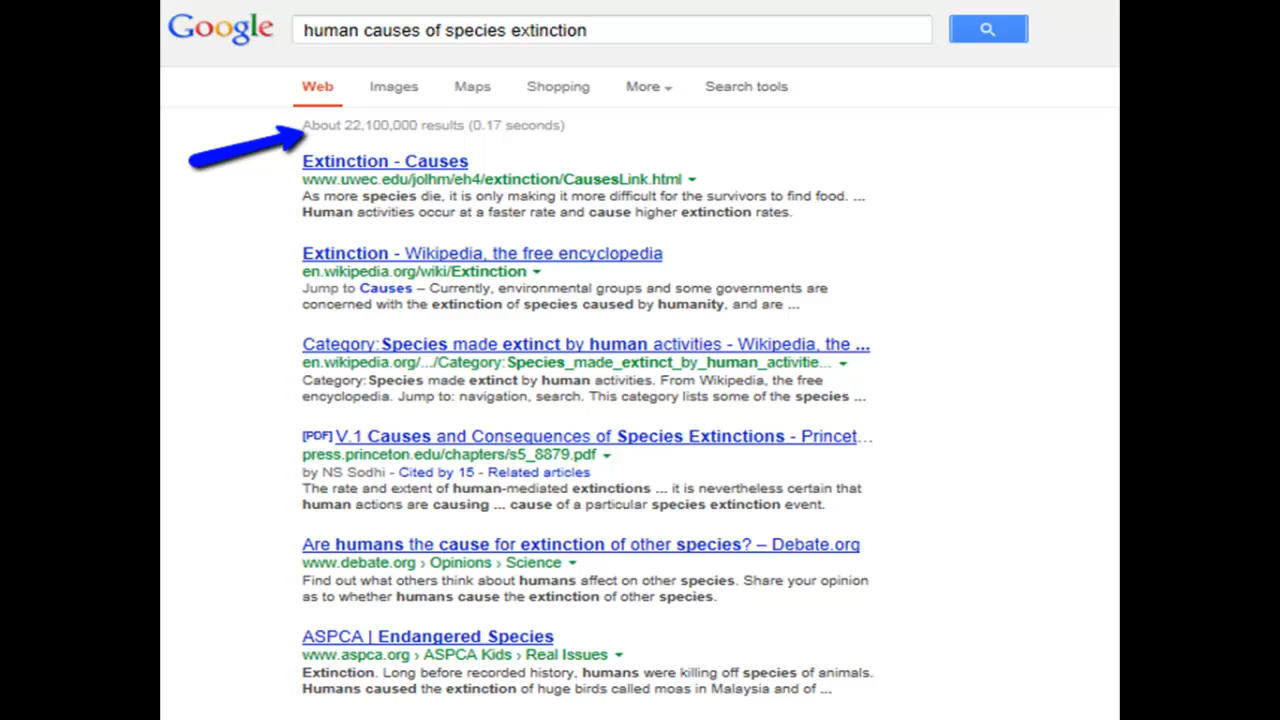 Google human causes of species extinction
Web Images Maps Shopping More Search tools
About 22,100,000 results (0.17 seconds)
Extinction - Causes
www.uwec.edu/jolhm/eh4/extinction/CausesLink.html
As more species die, it is only making it more difficult for the survivors to find food. ...
Human activities occur at a faster rate and cause higher extinction rates.
Extinction - Wikipedia, the free encyclopedia
en.wikipedia.org/wiki/Extinction
Jump to Causes – Currently, environmental groups and some governments are
concerned with the extinction of species caused by humanity, and are ...
Category:Species made extinct by human activities - Wikipedia, the ...
en.wikipedia.org/.../Category:Species_made_extinct_by_human_activitie...
Category:Species made extinct by human activities. From Wikipedia, the free
encyclopedia. Jump to: navigation, search. This category lists some of the species ...
[PDF] V.1 Causes and Consequences of Species Extinctions - Princet...
press.princeton.edu/chapters/s5_8879.pdf
by NS Sodhi - Cited by 15 - Related articles
The rate and extent of human-mediated extinctions ... it is nevertheless certain that
human actions are causing ... cause of a particular species extinction event.
Are humans the cause for extinction of other species? – Debate.org
www.debate.org › Opinions › Science
Find out what others think about humans affect on other species. Share your opinion
as to whether humans cause the extinction of other species.
ASPCA | Endangered Species
www.aspca.org › ASPCA Kids › Real Issues
Extinction. Long before recorded history, humans were killing off species of animals.
Humans caused the extinction of huge birds called moas in Malaysia and of ...